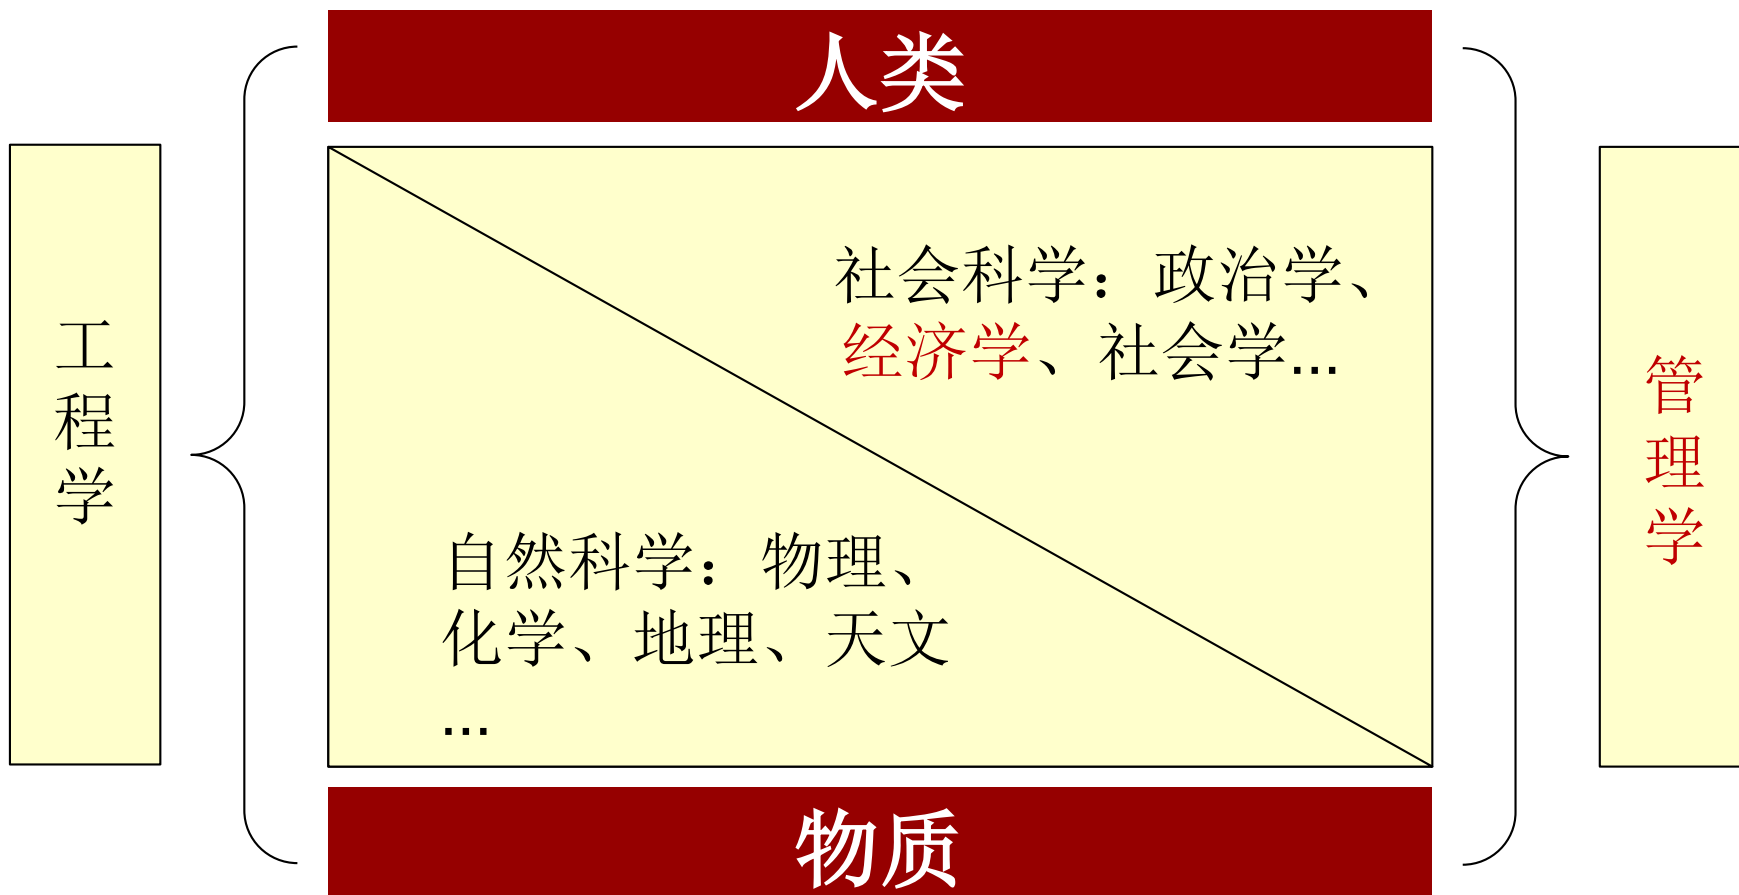 人类
工程学
社会科学：政治学、
经济学、社会学...
自然科学：物理、
化学、地理、天文
...
管理学
物质